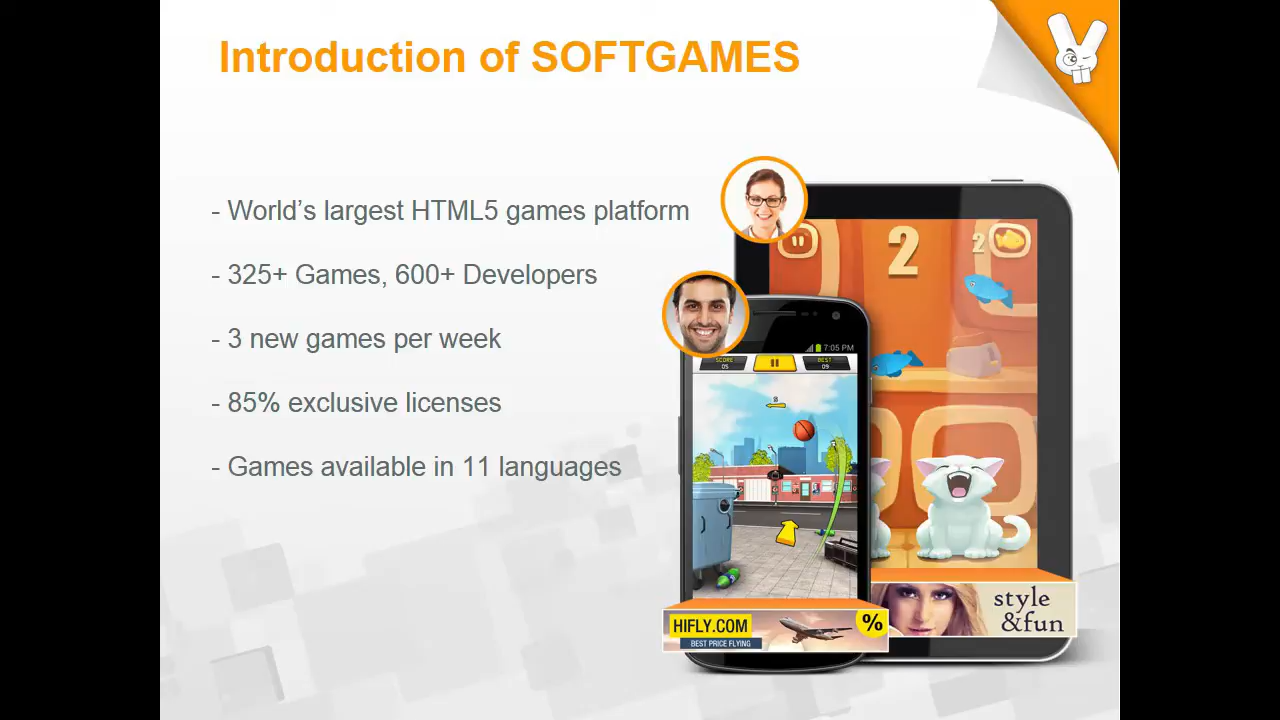 Introduction of SOFTGAMES
- World’s largest HTML5 games platform
- 325+ Games, 600+ Developers
- 3 new games per week
- 85% exclusive licenses
- Games available in 11 languages
2
2
7:05 PM
SCORE
05
BEST
09
HIFLY.COM
BEST PRICE FLYING
%
style
&fun